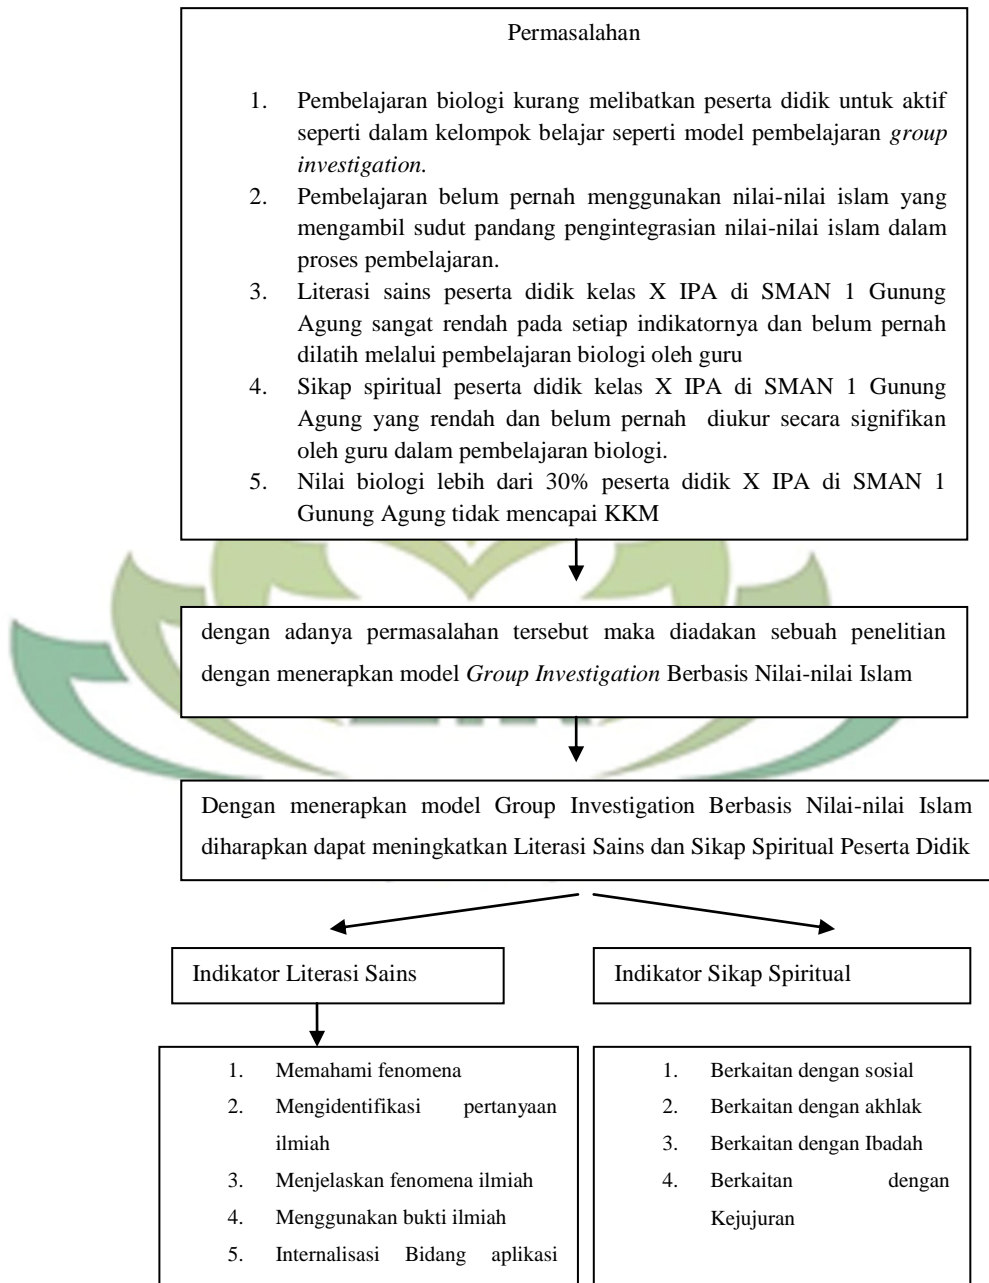 Permasalahan
1. Pembelajaran biologi kurang melibatkan peserta didik untuk aktif
seperti dalam kelompok belajar seperti model pembelajaran group
investigation.
2. Pembelajaran belum pernah menggunakan nilai-nilai islam yang
mengambil sudut pandang pengintegrasian nilai-nilai islam dalam
proses pembelajaran.
3. Literasi sains peserta didik kelas X IPA di SMAN 1 Gunung
Agung sangat rendah pada setiap indikatornya dan belum pernah
dilatih melalui pembelajaran biologi oleh guru
4. Sikap spiritual peserta didik kelas X IPA di SMAN 1 Gunung
Agung yang rendah dan belum pernah diukur secara signifikan
oleh guru dalam pembelajaran biologi.
5. Nilai biologi lebih dari 30% peserta didik X IPA di SMAN 1
Gunung Agung tidak mencapai KKM
dengan adanya permasalahan tersebut maka diadakan sebuah penelitian
dengan menerapkan model Group Investigation Berbasis Nilai-nilai Islam
Dengan menerapkan model Group Investigation Berbasis Nilai-nilai Islam
diharapkan dapat meningkatkan Literasi Sains dan Sikap Spiritual Peserta Didik
Indikator Literasi Sains
Indikator Sikap Spiritual
1. Memahami fenomena
2. Mengidentifikasi pertanyaan
ilmiah
3. Menjelaskan fenomena ilmiah
4. Menggunakan bukti ilmiah
5. Internalisasi Bidang aplikasi
1. Berkaitan dengan sosial
2. Berkaitan dengan akhlak
3. Berkaitan dengan Ibadah
4. Berkaitan dengan
Kejujuran